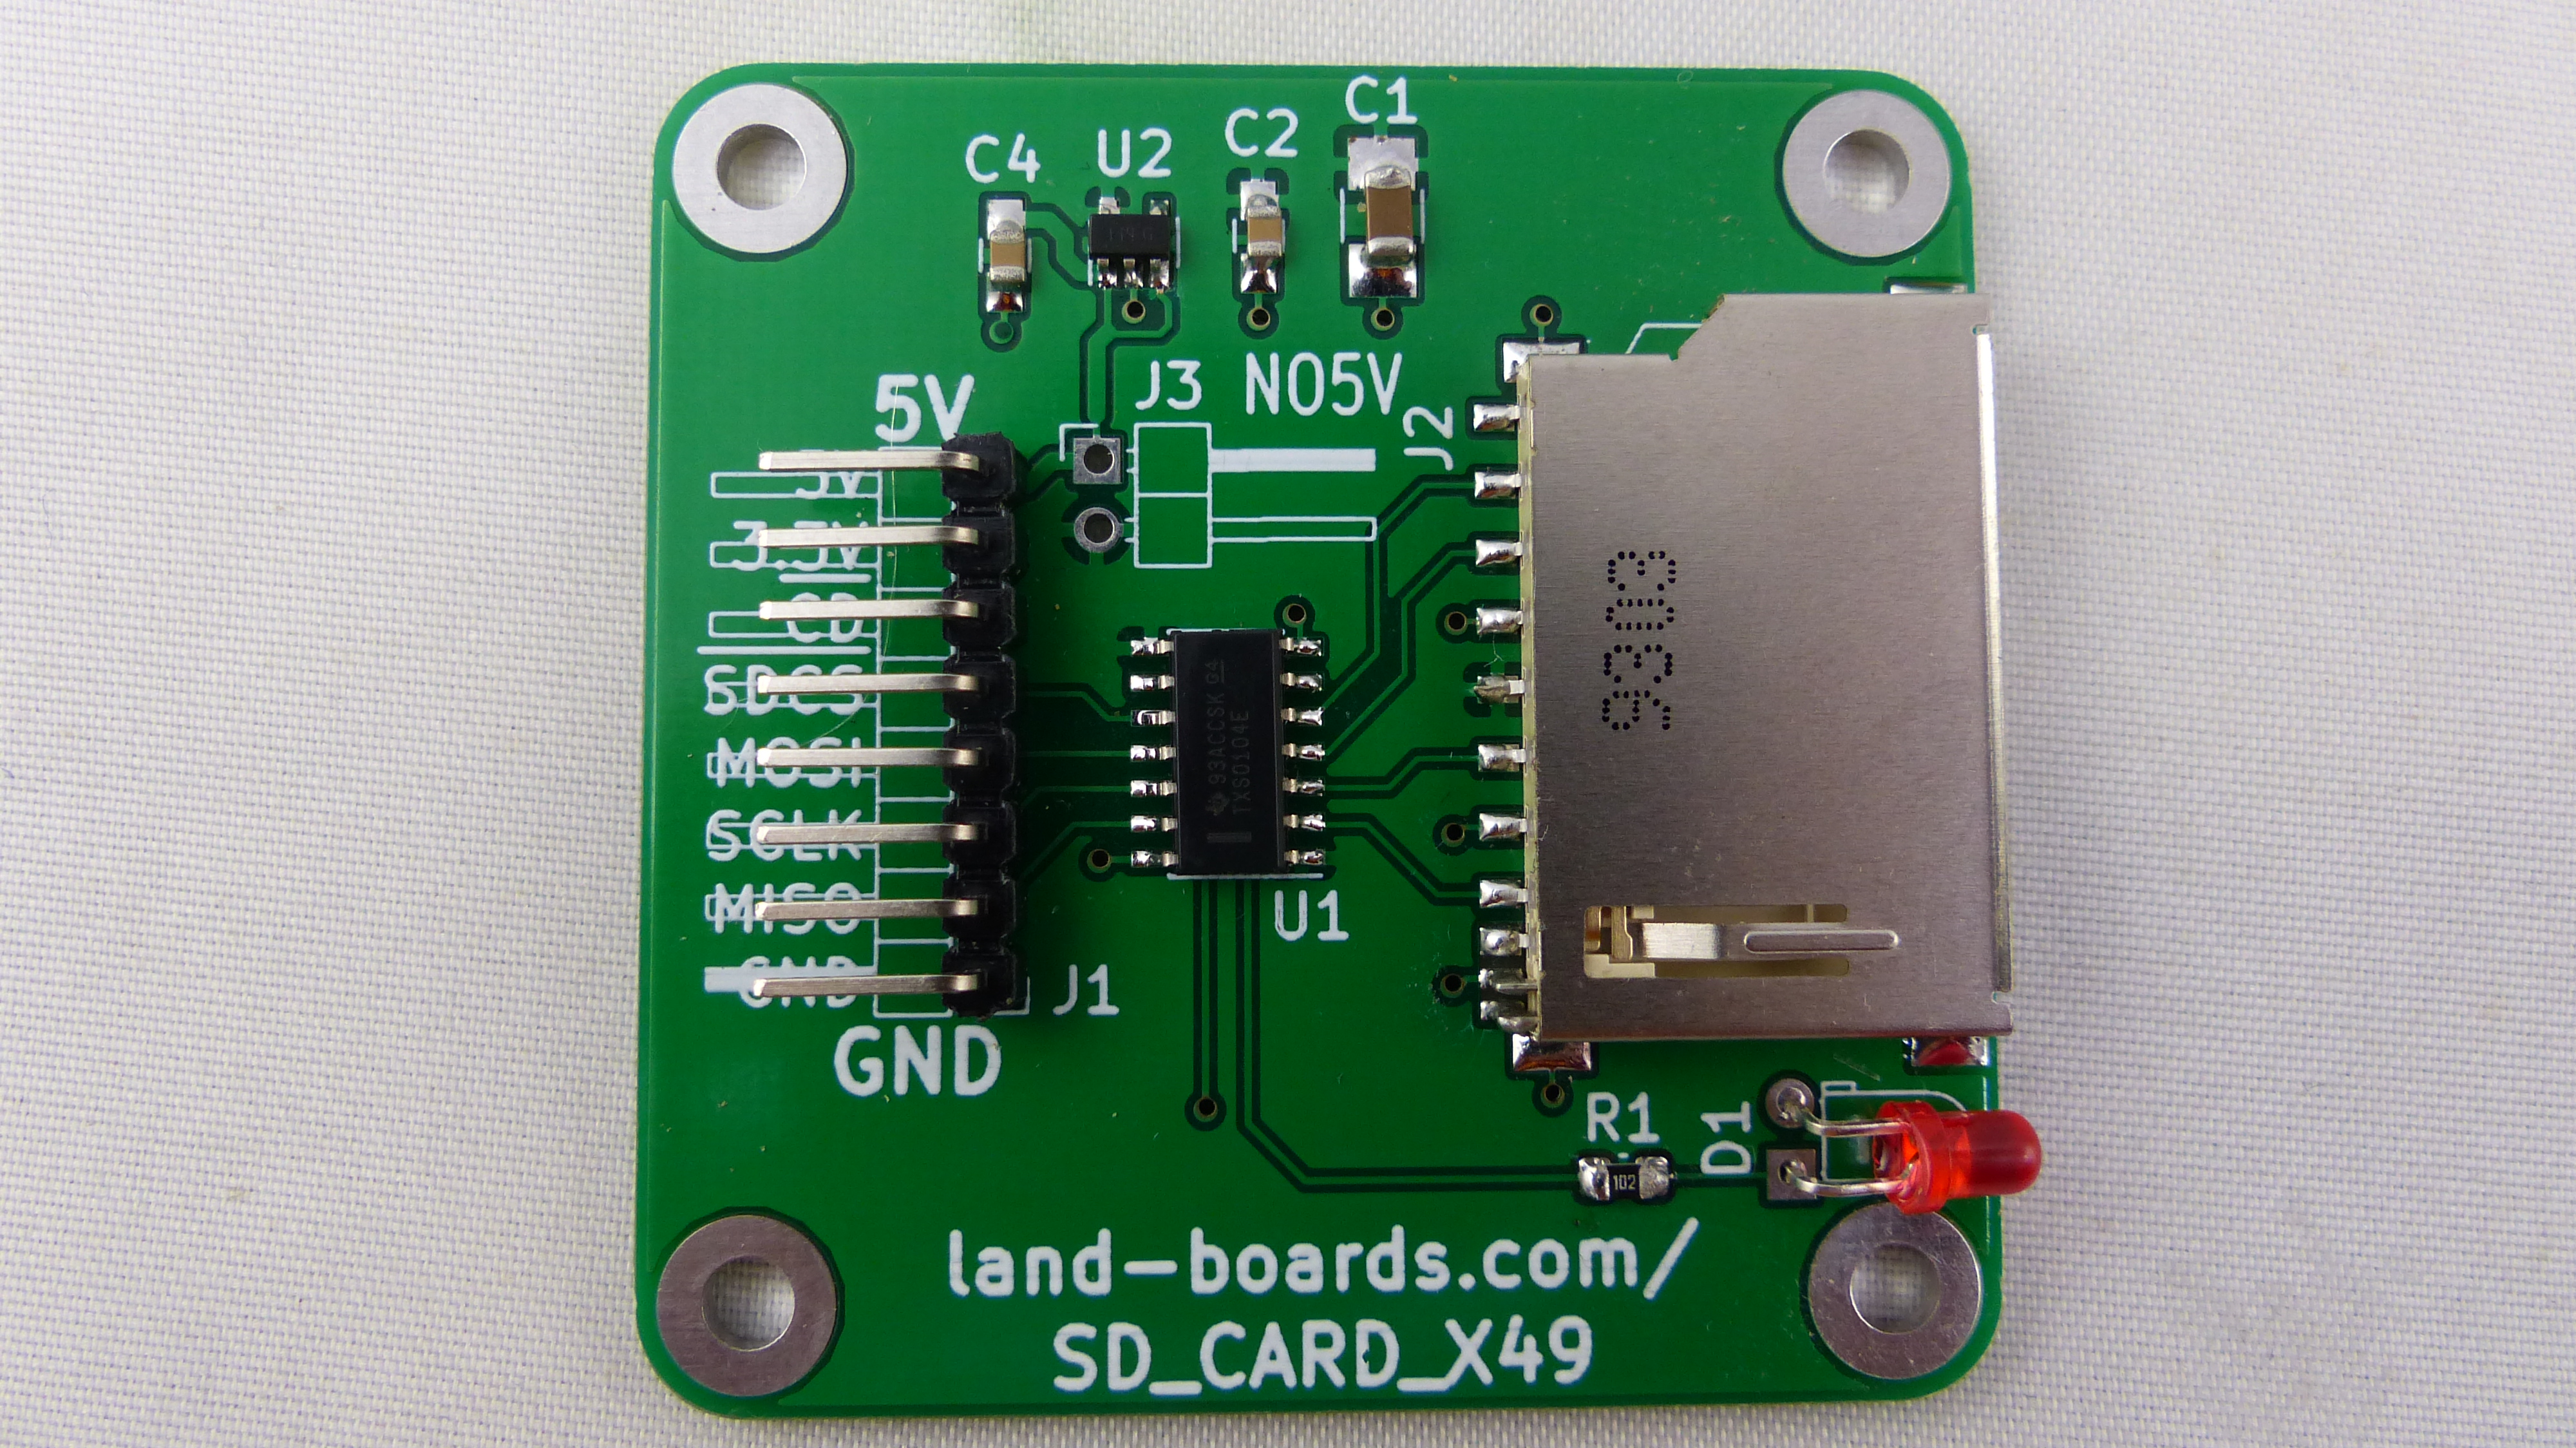 C1
C2
U2
C4
J3 NO5V
5V
J2
5V
3.3V
CD
SDCS
MOSI
SCLK
MISO
GND
J1
GND
93ACCSK G4
TXS0104E
U1
3303
R1
102
D1
land-boards.com/
SD_CARD_X49